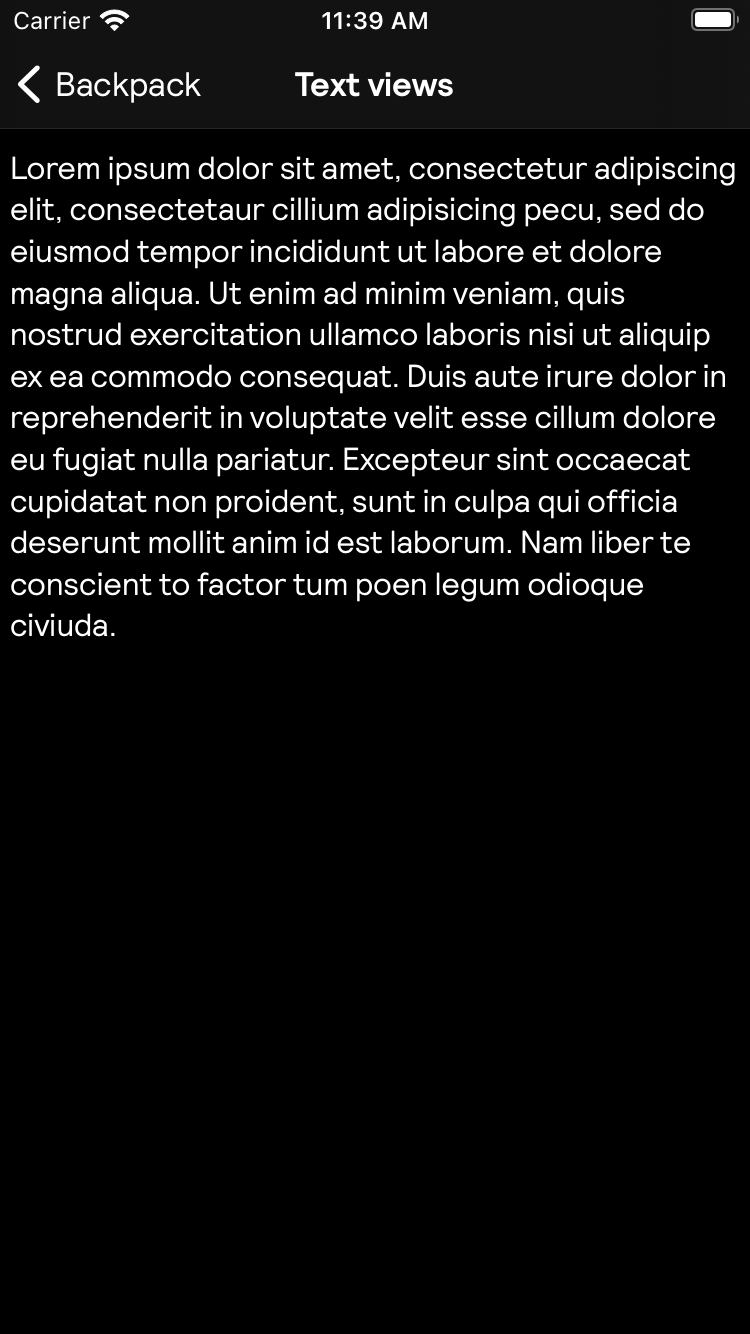 Carrier 11:39 AM
Backpack Text views
Lorem ipsum dolor sit amet, consectetur adipiscing
elit, consectetaur cillium adipisicing pecu, sed do
eiusmod tempor incididunt ut labore et dolore
magna aliqua. Ut enim ad minim veniam, quis
nostrud exercitation ullamco laboris nisi ut aliquip
ex ea commodo consequat. Duis aute irure dolor in
reprehenderit in voluptate velit esse cillum dolore
eu fugiat nulla pariatur. Excepteur sint occaecat
cupidatat non proident, sunt in culpa qui officia
deserunt mollit anim id est laborum. Nam liber te
conscient to factor tum poen legum odioque
civiuda.